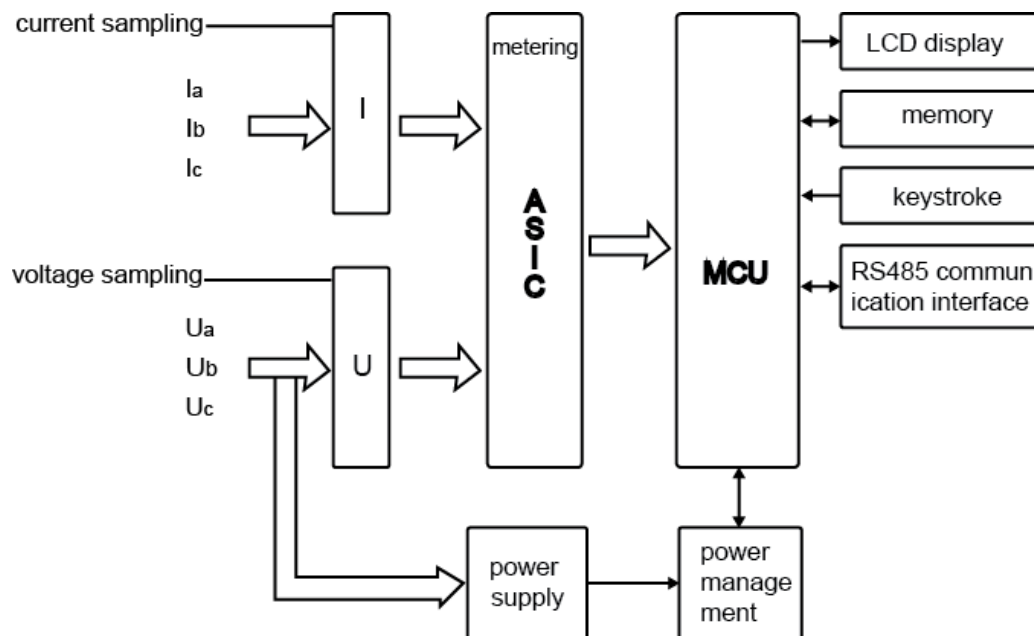 current sampling
Ia
Ib
Ic
I
metering
ASIC
MCU
LCD display
memory
keystroke
RS485 commun
ication interface
voltage sampling
Ua
Ub
Uc
U
power
supply
power
manage
ment